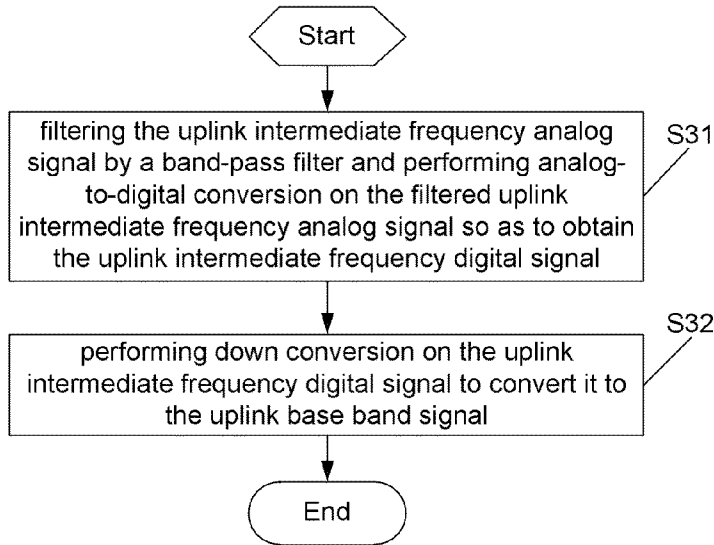 Start
filtering the uplink intermediate frequency analog
signal by a band-pass filter and performing analog-
to-digital conversion on the filtered uplink
intermediate frequency analog signal so as to obtain
the uplink intermediate frequency digital signal
S31
performing down conversion on the uplink
intermediate frequency digital signal to convert it to
the uplink base band signal
S32
End